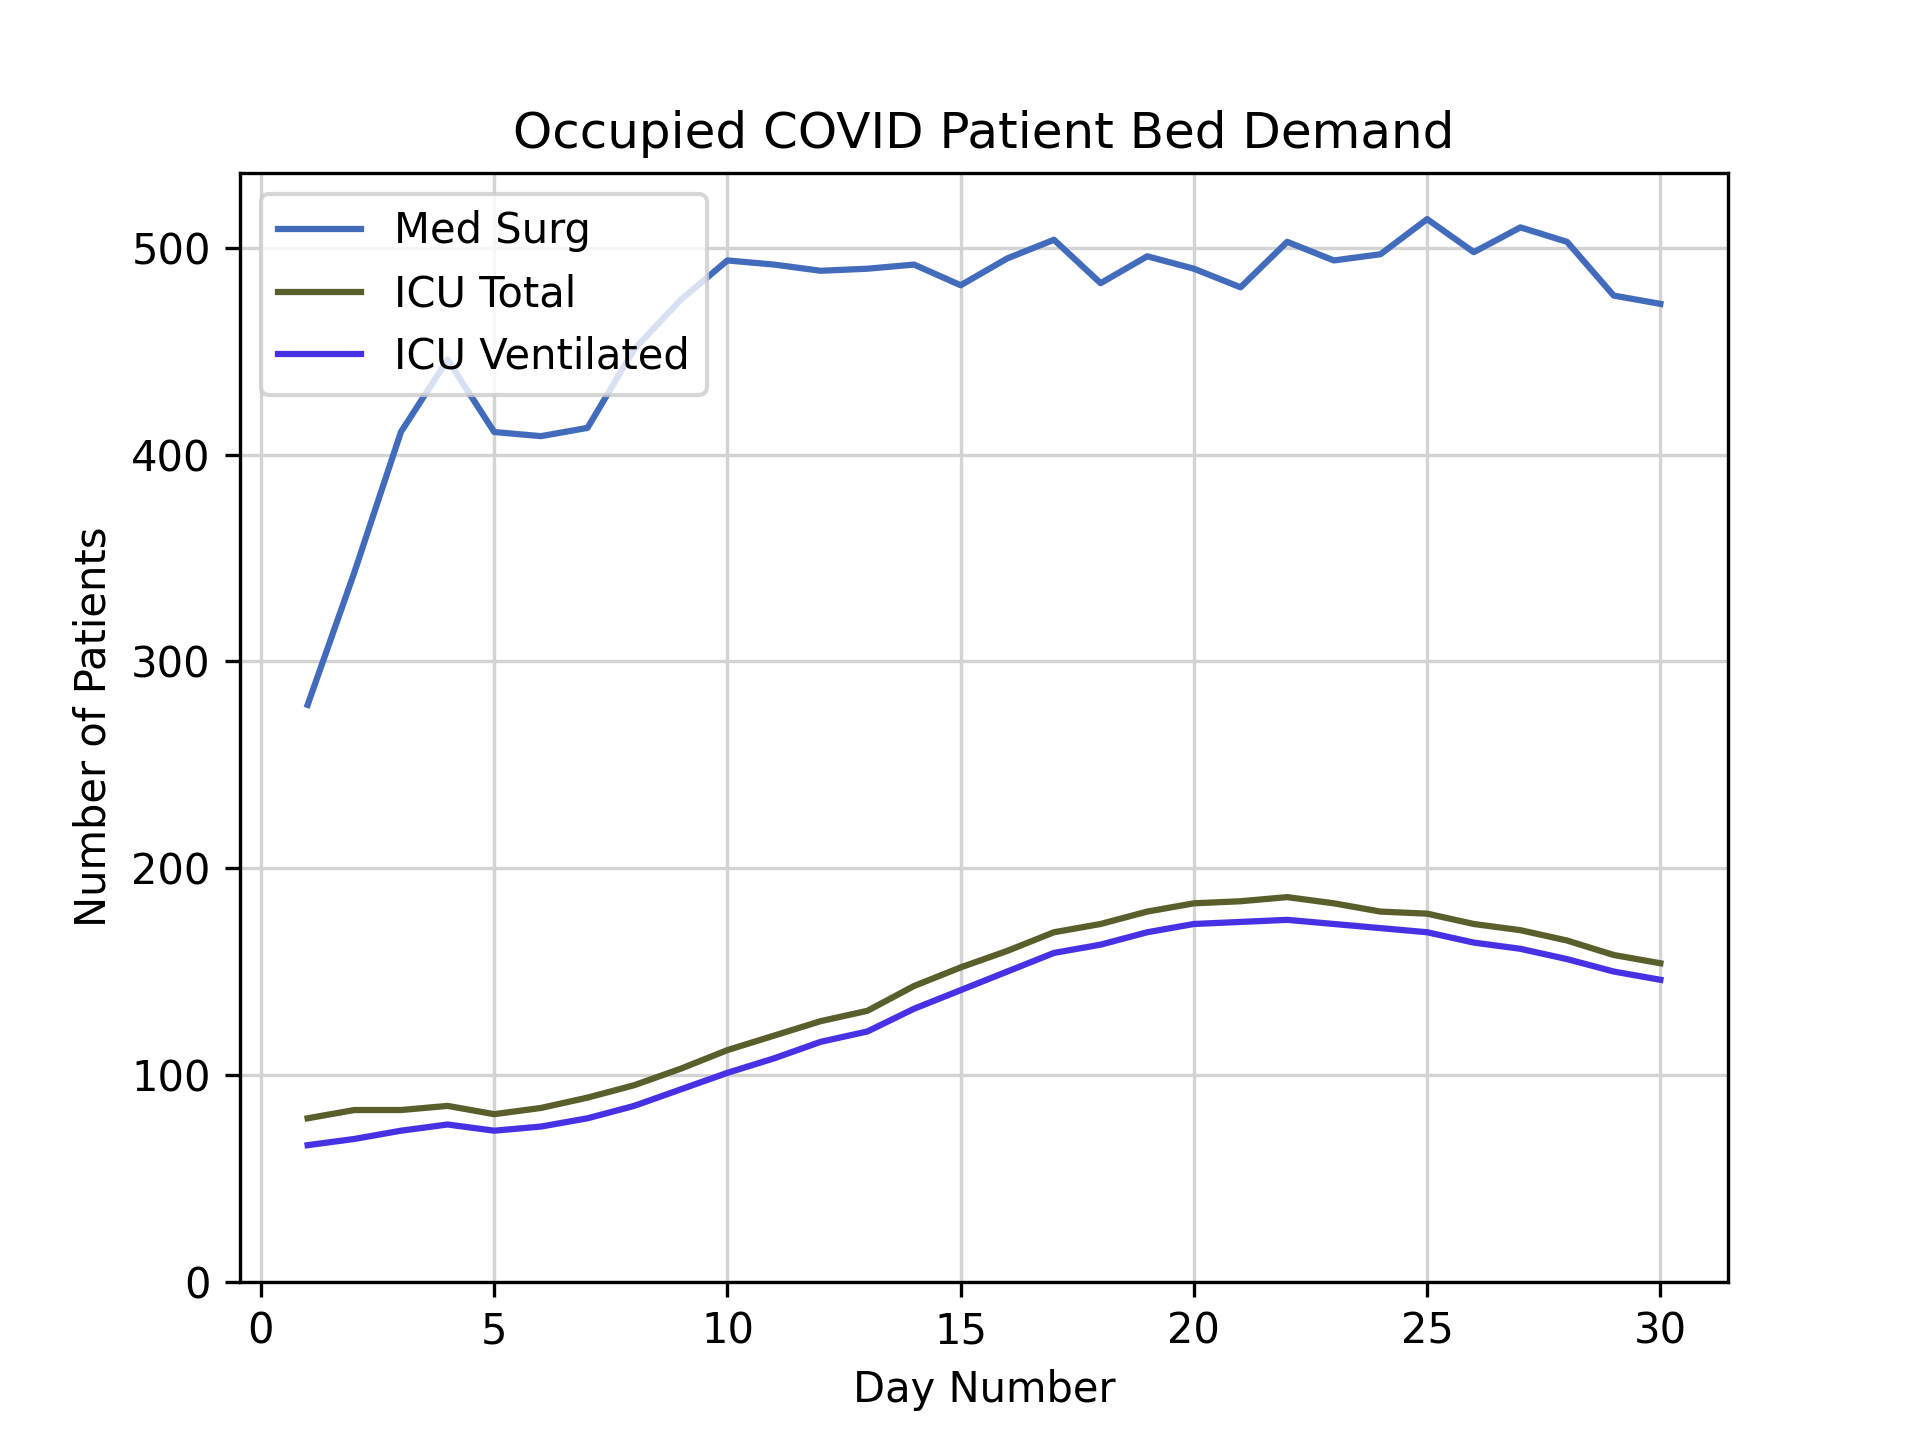 Occupied COVID Patient Bed Demand
Med Surg
ICU Total
ICU Ventilated
Number of Patients
500
400
300
200
100
0
0 5 10 15 20 25 30
Day Number